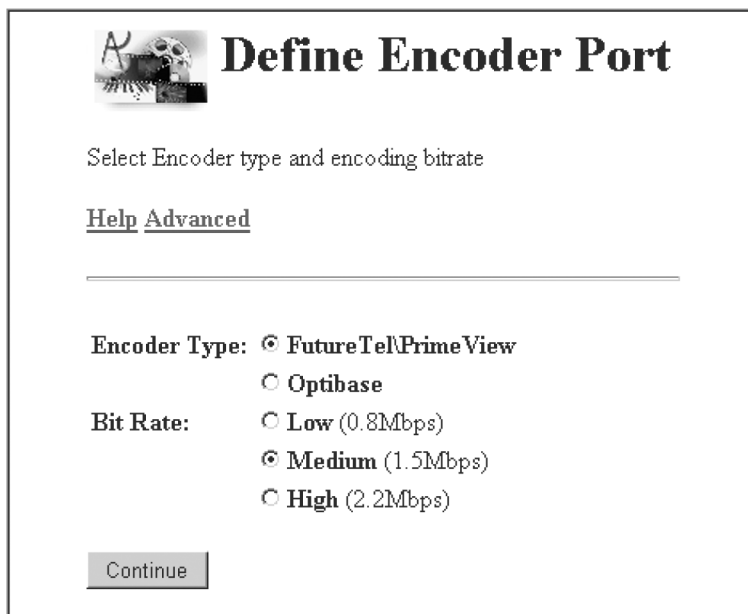 Define Encoder Port
Select Encoder type and encoding bitrate
Help Advanced
Encoder Type: FutureTel\PrimeView
Optibase
Bit Rate: Low (0.8Mbps)
Medium (1.5Mbps)
High (2.2Mbps)
Continue